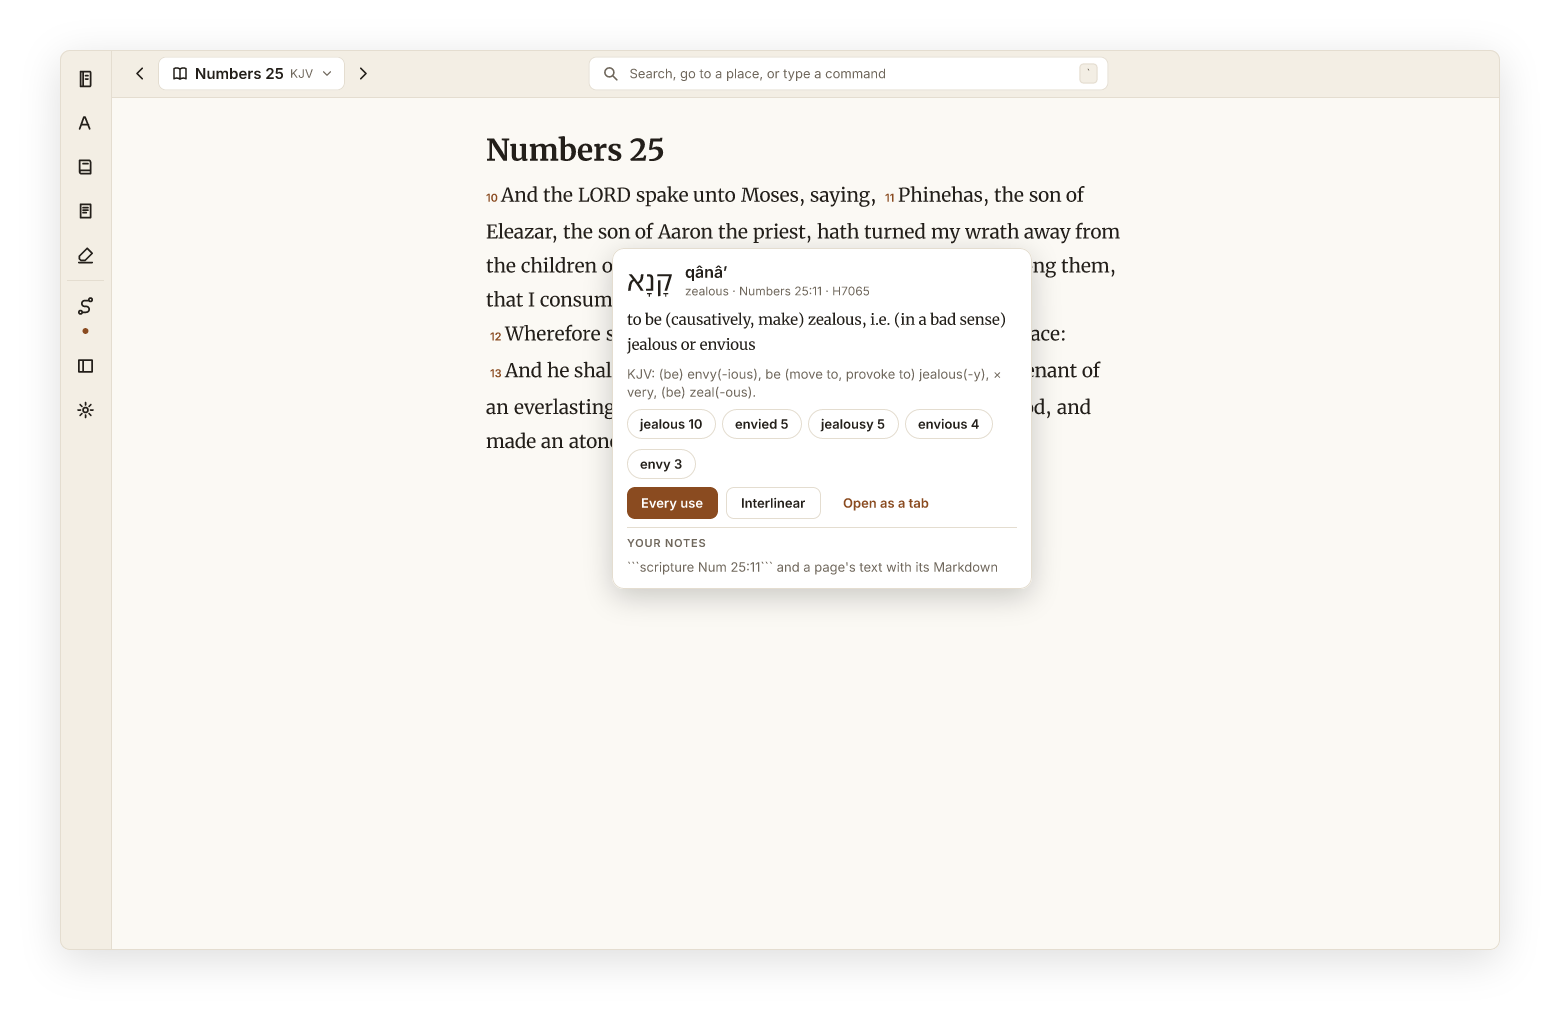 Numbers 25 KJV
Search, go to a place, or type a command
Numbers 25
10 And the LORD spake unto Moses, saying, 11 Phinehas, the son of
Eleazar, the son of Aaron the priest, hath turned my wrath away from
the children o
ng them,
that I consum
12 Wherefore s
ace:
13 And he shal
enant of
an everlasting
od, and
made an aton
קָנָא
qânâʼ
zealous · Numbers 25:11 · H7065
to be (causatively, make) zealous, i.e. (in a bad sense)
jealous or envious
KJV: (be) envy(-ious), be (move to, provoke to) jealous(-y), ×
very, (be) zeal(-ous).
jealous 10 envied 5 jealousy 5 envious 4
envy 3
Every use Interlinear Open as a tab
YOUR NOTES
```scripture Num 25:11``` and a page's text with its Markdown